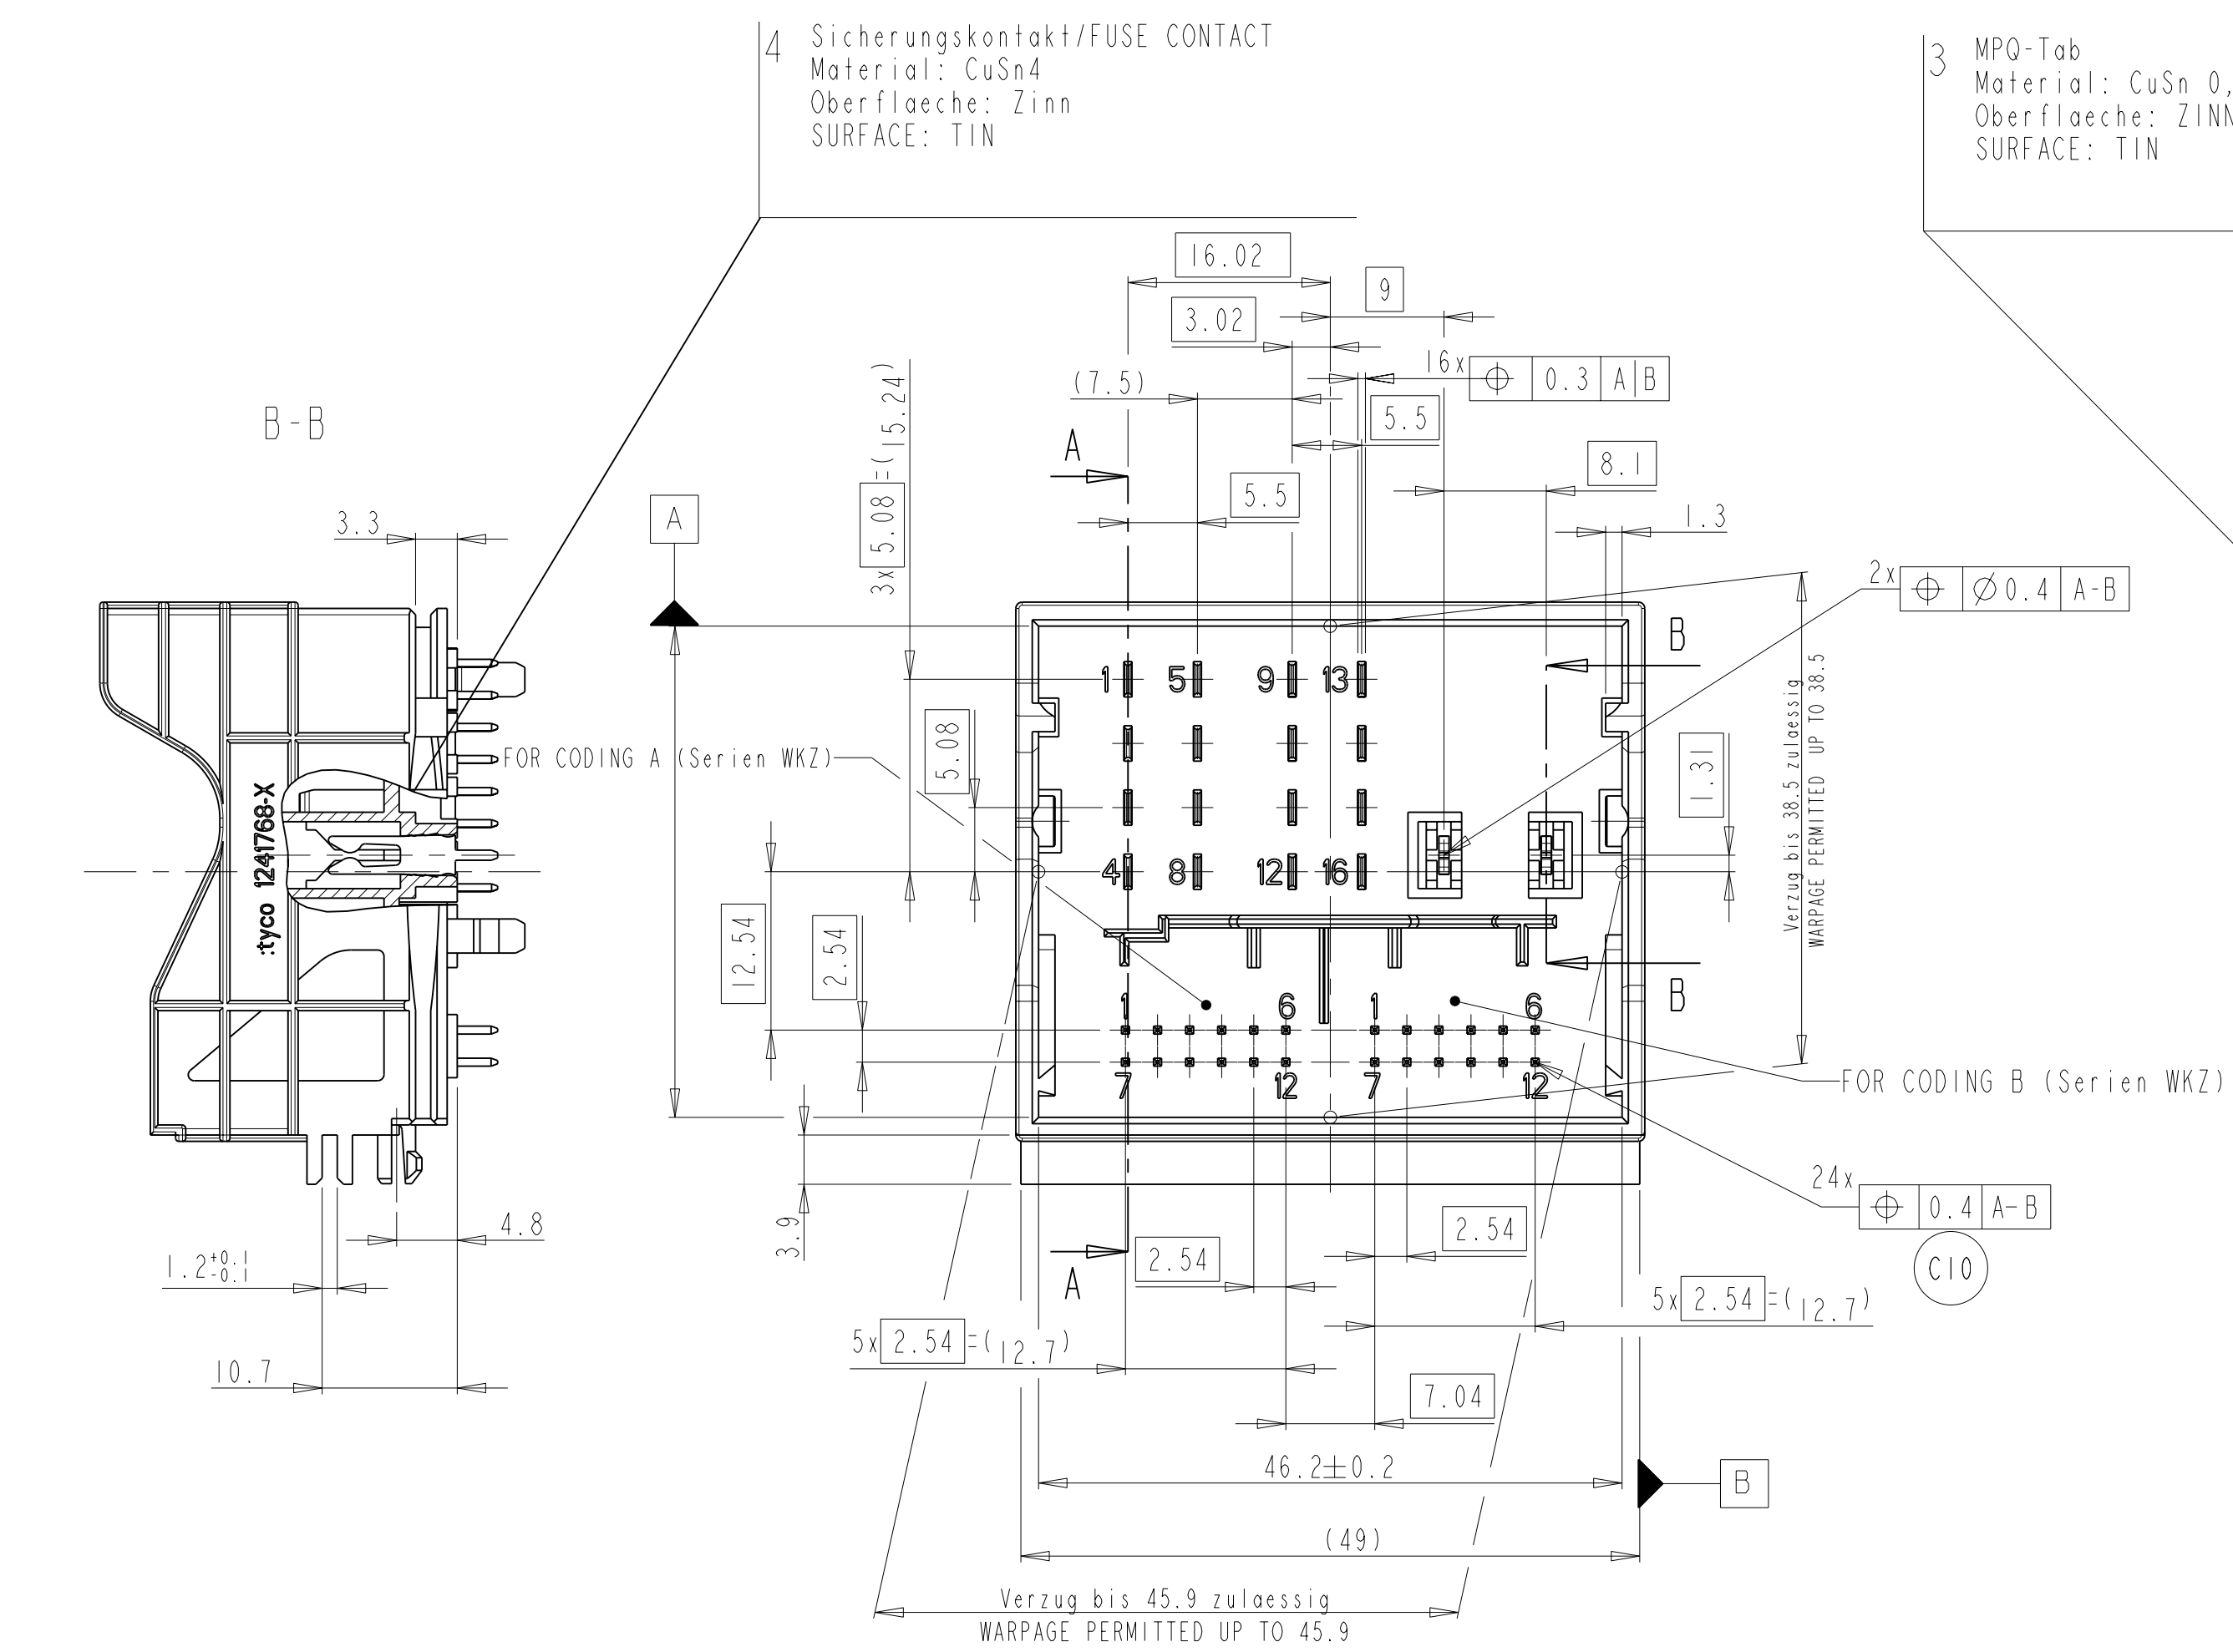 4 Sicherungskontakt/FUSE CONTACT
Material: CuSn4
Oberflaeche: Zinn
SURFACE: TIN
3 MPQ-Tab
Material: CuSn 0,
Oberflaeche: ZINN
SURFACE: TIN
16.02
9
3.02
16x 0.3 A B
(7.5)
5.5
3x 5.08 =(15.24)
B-B
A
8.1
5.5
3.3
A
1.3
2x Ø0.4 A-B
B
1 5 9 13
Verzug bis 38.5 zulaessig
WARPAGE PERMITTED UP TO 38.5
5.08
FOR CODING A (Serien WKZ)
1.31
:tyco 1241768-X
4 8 12 16
12.54
2.54
B
1 6 1 6
7 12 7 12
FOR CODING B (Serien WKZ)
24x 0.4 A-B
C10
3.9
4.8
2.54
2.54
1.2+0.1-0.1
A
5x 2.54 =(12.7)
5x 2.54 =(12.7)
10.7
7.04
46.2±0.2
B
(49)
Verzug bis 45.9 zulaessig
WARPAGE PERMITTED UP TO 45.9